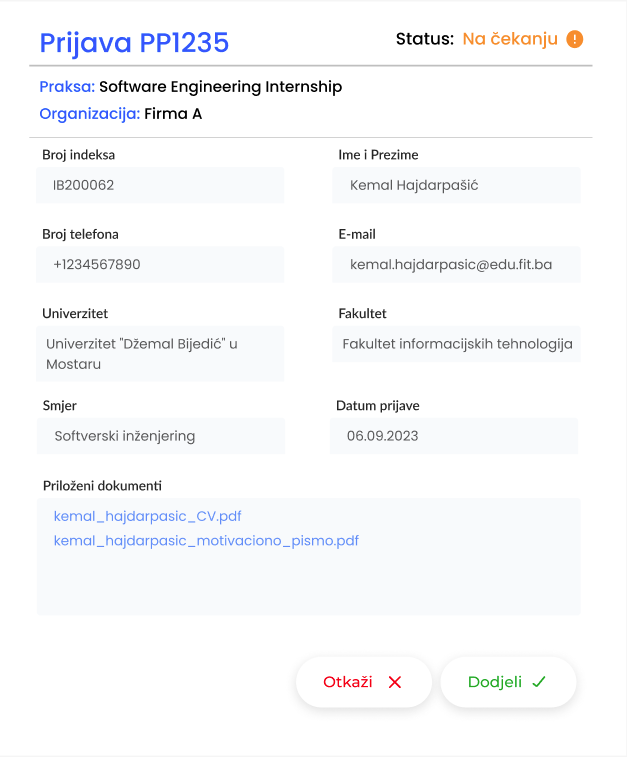 Prijava PP1235
Status: Na čekanju
Praksa: Software Engineering Internship
Organizacija: Firma A
Broj indeksa
IB200062
Ime i Prezime
Kemal Hajdarpašić
Broj telefona
+1234567890
E-mail
kemal.hajdarpasic@edu.fit.ba
Univerzitet
Univerzitet "Džemal Bijedić" u
Mostaru
Fakultet
Fakultet informacijskih tehnologija
Smjer
Softverski inženjering
Datum prijave
06.09.2023
Priloženi dokumenti
kemal_hajdarpasic_CV.pdf
kemal_hajdarpasic_motivaciono_pismo.pdf
Otkaži
Dodjeli